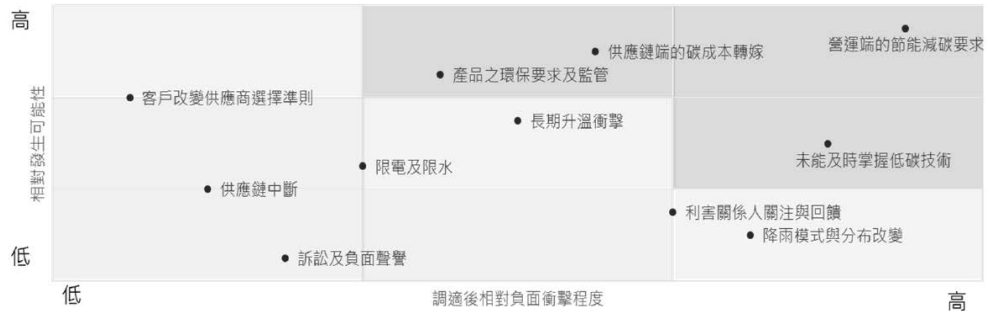 高
營運端的節能減碳要求
供應鏈端的碳成本轉嫁
產品之環保要求及監管
客戶改變供應商選擇準則
長期升溫衝擊
相對發生可能性
未能及時掌握低碳技術
限電及限水
供應鏈中斷
利害關係人關注與回饋
降雨模式與分布改變
低
訴訟及負面聲譽
低
調適後相對負面衝擊程度
高